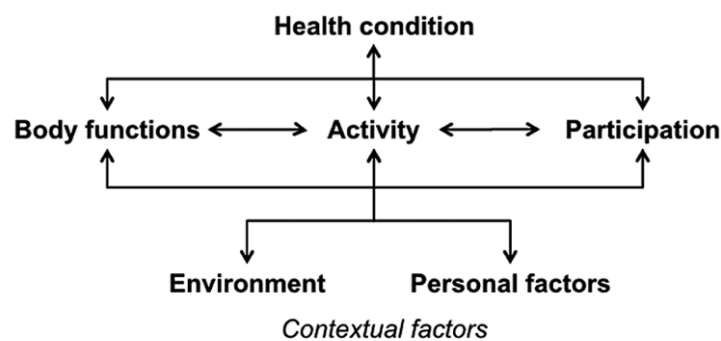 Health condition
Body functions Activity Participation
Environment Personal factors
Contextual factors